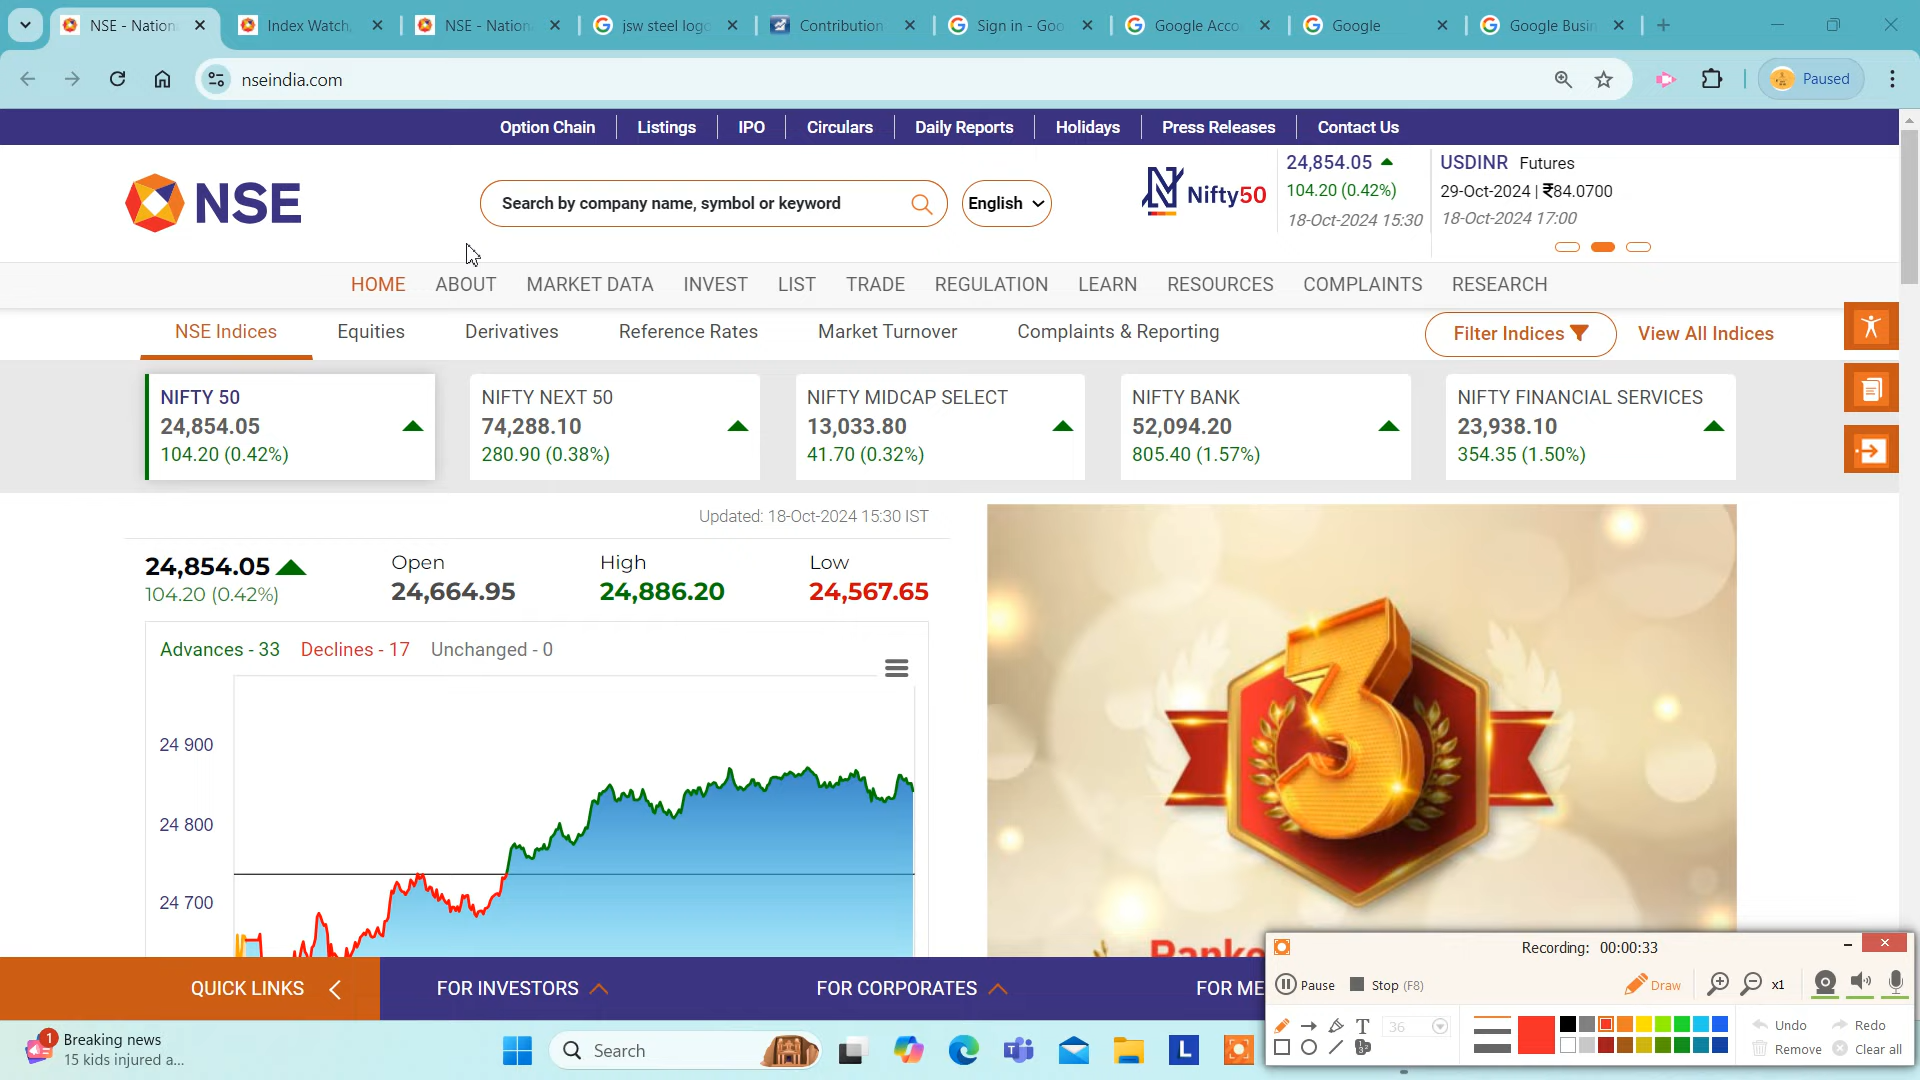 NSE - Nation
Index Watch,
NSE - Nation
jsw steel logo
Contribution
Sign in - Goo
Google Acco
Google
Google Busin
nseindia.com
Paused
Option Chain
Listings
IPO
Circulars
Daily Reports
Holidays
Press Releases
Contact Us
NSE
Search by company name, symbol or keyword
English
Nifty50
24,854.05
104.20 (0.42%)
18-Oct-2024 15:30
USDINR Futures
29-Oct-2024 | ₹84.0700
18-Oct-2024 17:00
HOME
ABOUT
MARKET DATA
INVEST
LIST
TRADE
REGULATION
LEARN
RESOURCES
COMPLAINTS
RESEARCH
NSE Indices
Equities
Derivatives
Reference Rates
Market Turnover
Complaints & Reporting
Filter Indices
View All Indices
NIFTY 50
24,854.05
104.20 (0.42%)
NIFTY NEXT 50
74,288.10
280.90 (0.38%)
NIFTY MIDCAP SELECT
13,033.80
41.70 (0.32%)
NIFTY BANK
52,094.20
805.40 (1.57%)
NIFTY FINANCIAL SERVICES
23,938.10
354.35 (1.50%)
Updated: 18-Oct-2024 15:30 IST
24,854.05
104.20 (0.42%)
Open
24,664.95
High
24,886.20
Low
24,567.65
Advances - 33
Declines - 17
Unchanged - 0
24 900
24 800
24 700
3
QUICK LINKS
FOR INVESTORS
FOR CORPORATES
FOR ME
Recording: 00:00:33
Pause
Stop (F8)
Draw
x1
T
36
Undo
Redo
Remove
Clear all
1
Breaking news
15 kids injured a...
Search
L